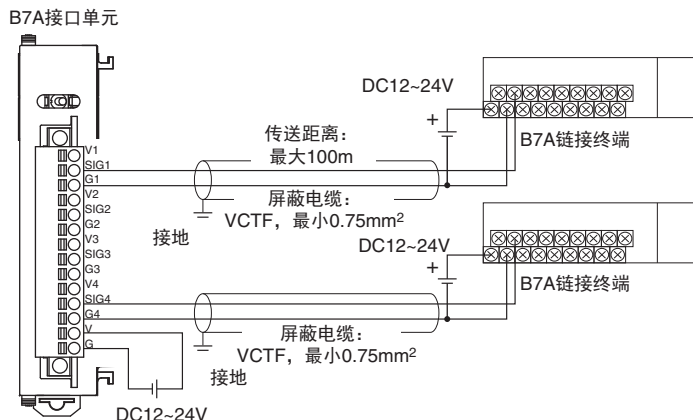 B7A接口单元
DC12~24V
+
传送距离：
最大100m
B7A链接终端
V1
SIG1
G1
V2
SIG2
G2
V3
SIG3
G3
V4
SIG4
G4
V
G
屏蔽电缆：
VCTF，最小0.75mm²
接地
DC12~24V
+
B7A链接终端
屏蔽电缆：
VCTF，最小0.75mm²
接地
DC12~24V